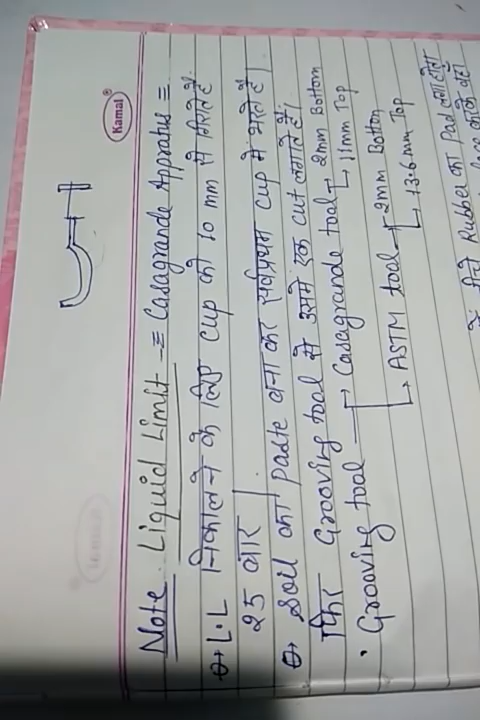 Kamal
Note Liquid Limit = Casagrande Apparatus =
L.L निकालने के लिए cup को 10 mm से गिराते हैं
25 बार
Soil का paste बना कर सर्वप्रथम cup में भरते हैं।
फिर Grooving tool से उसमे एक cut लगाते हैं।
• Grooving tool → Casagrande tool → 2mm Bottom
→ 11mm Top
→ ASTM tool → 2mm Bottom
→ 13.6 mm Top
नीचे Rubber का Pad लगा होता